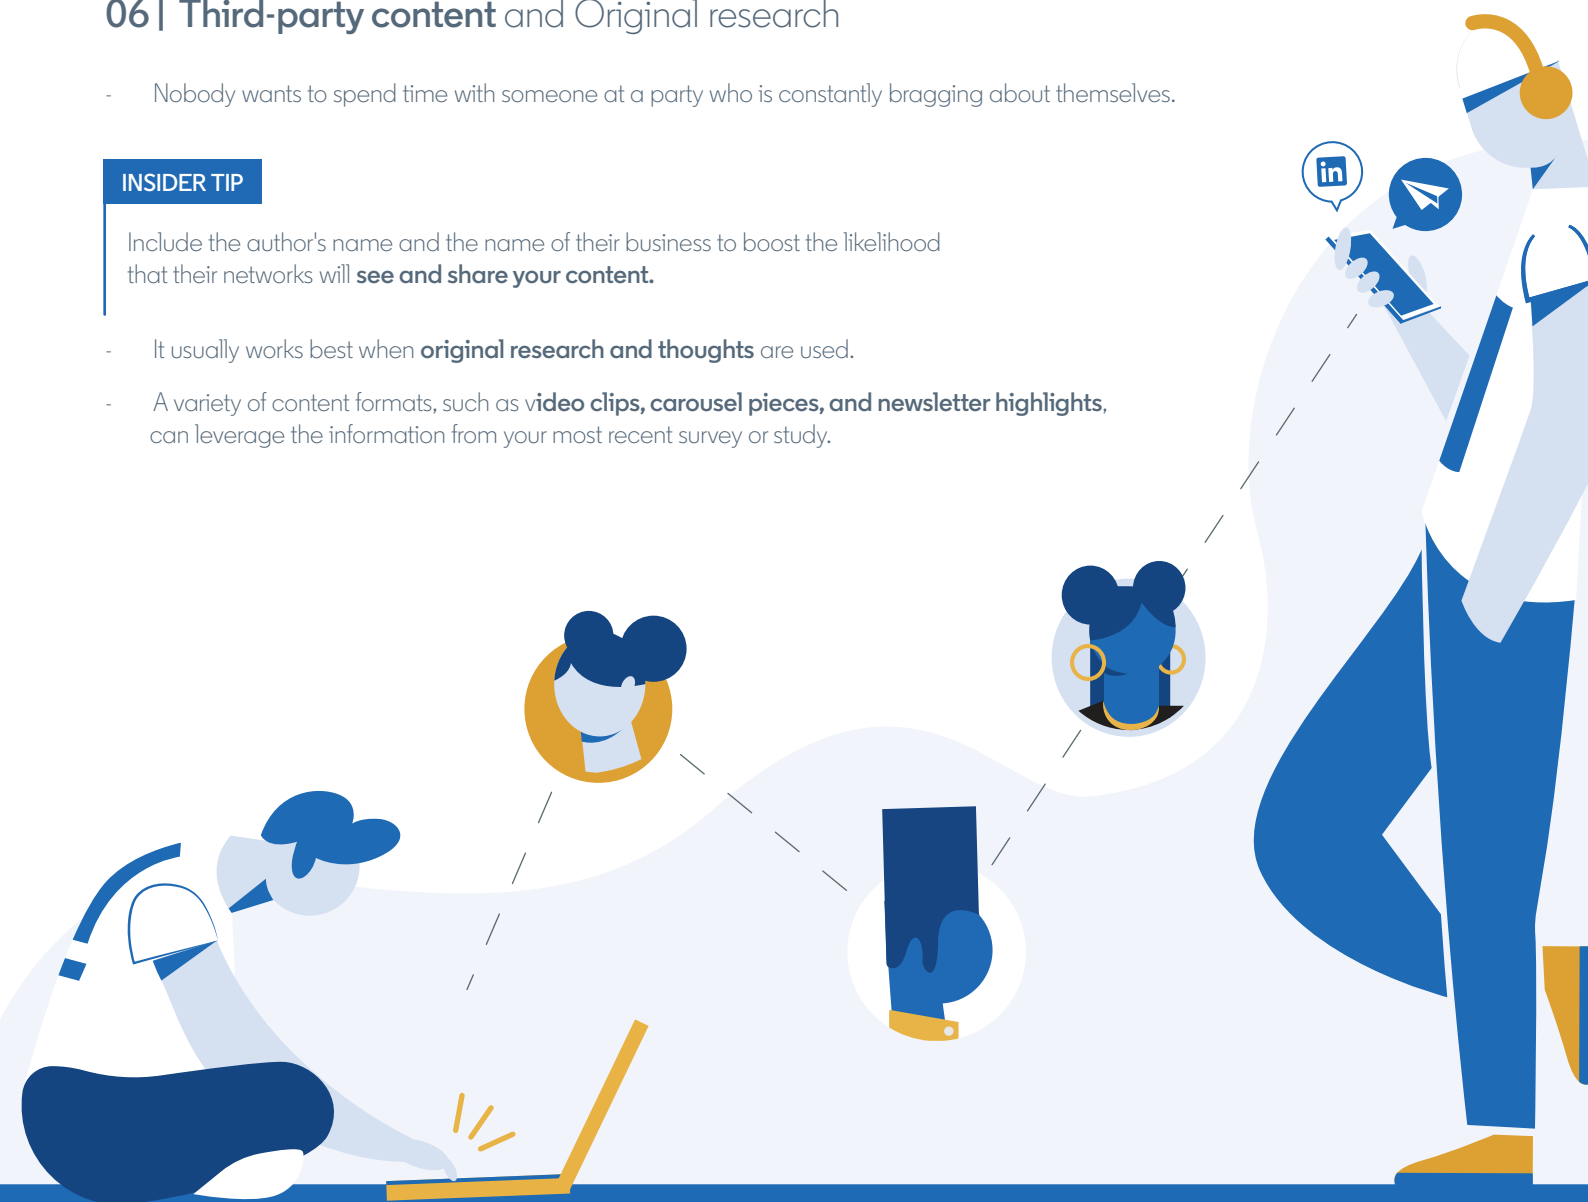 06 | Third-party content and Original research
- Nobody wants to spend time with someone at a party who is constantly bragging about themselves.
INSIDER TIP
Include the author's name and the name of their business to boost the likelihood
that their networks will see and share your content.
- It usually works best when original research and thoughts are used.
- A variety of content formats, such as video clips, carousel pieces, and newsletter highlights,
can leverage the information from your most recent survey or study.
in